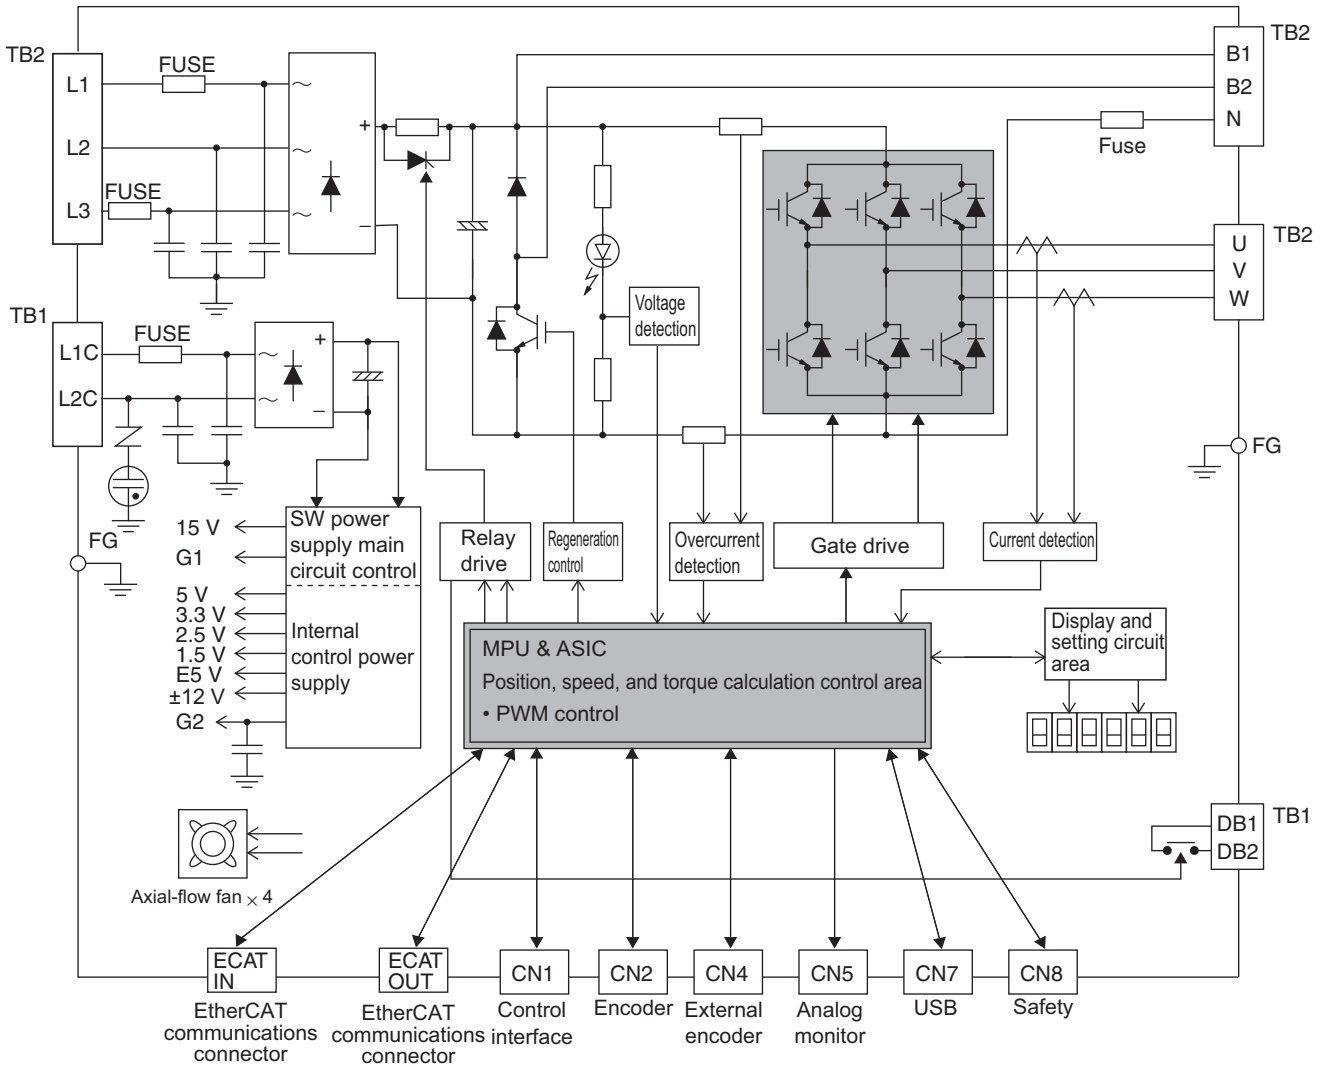 TB2
L1
L2
L3
FUSE
FUSE
+
−
TB2
B1
B2
N
Fuse
TB2
U
V
W
FG
TB1
L1C
L2C
FUSE
+
−
FG
Voltage
detection
SW power
supply main
circuit control
Internal
control power
supply
15 V
G1
5 V
3.3 V
2.5 V
1.5 V
E5 V
±12 V
G2
Relay
drive
Regeneration
control
Overcurrent
detection
Gate drive
Current detection
MPU & ASIC
Position, speed, and torque calculation control area
• PWM control
Display and
setting circuit
area
Axial-flow fan × 4
TB1
DB1
DB2
ECAT
IN
EtherCAT
communications
connector
ECAT
OUT
EtherCAT
communications
connector
CN1
Control
interface
CN2
Encoder
CN4
External
encoder
CN5
Analog
monitor
CN7
USB
CN8
Safety